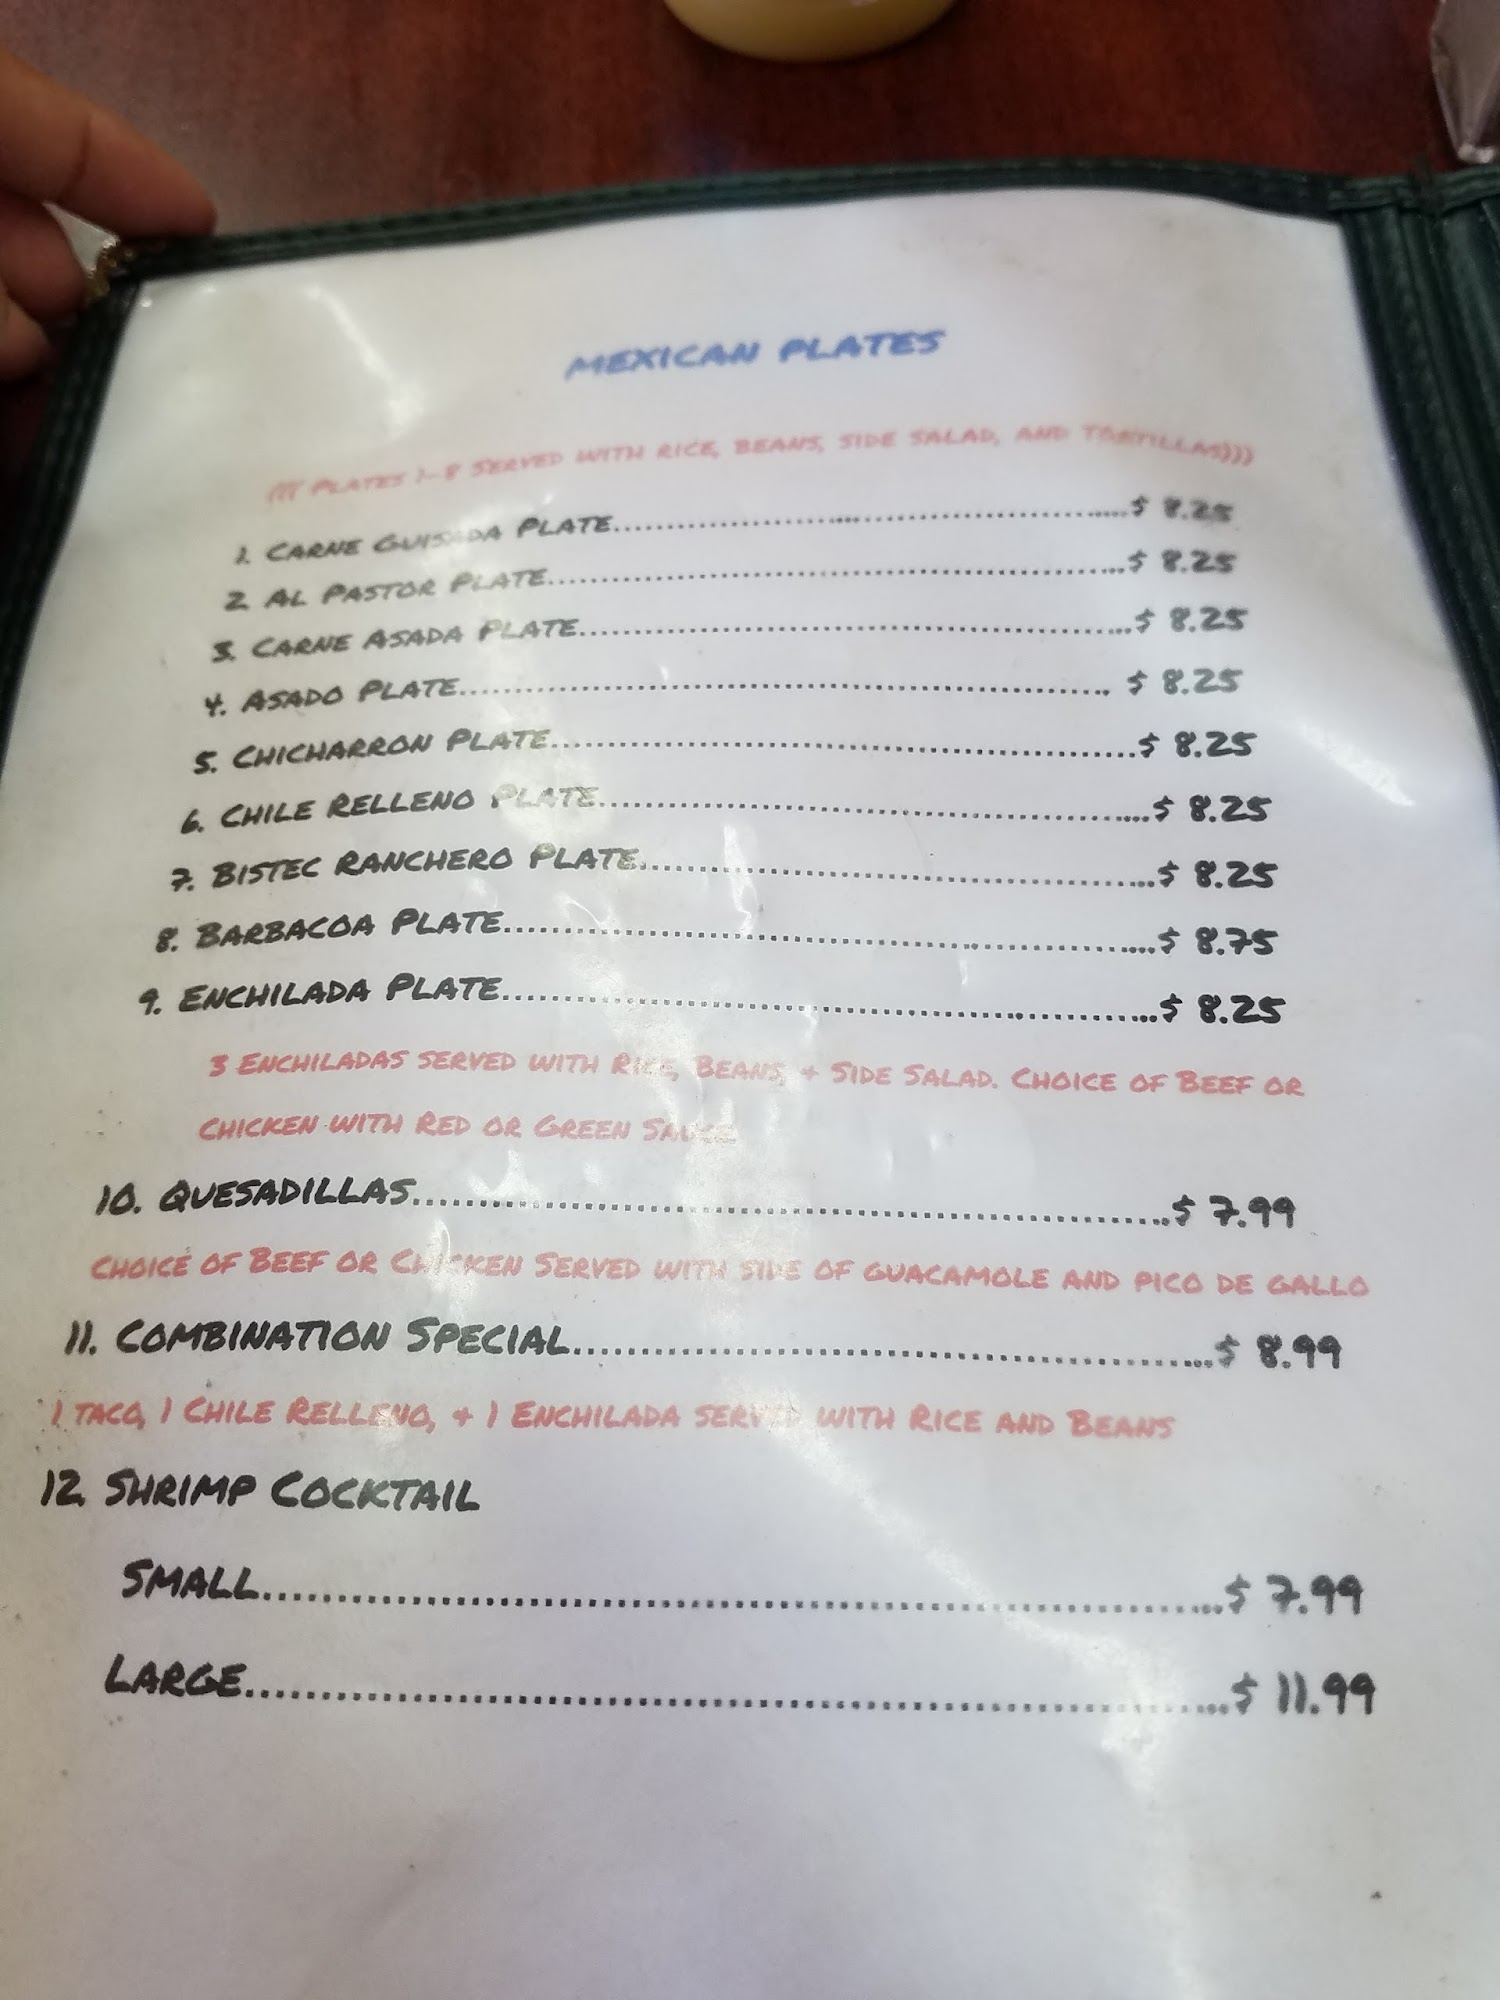 MEXICAN PLATES
((( PLATES 1-8 SERVED WITH RICE, BEANS, SIDE SALAD, AND TORTILLAS)))
1. CARNE GUISADA PLATE..............................$ 8.25
2. AL PASTOR PLATE..............................$ 8.25
3. CARNE ASADA PLATE..............................$ 8.25
4. ASADO PLATE.............................. $ 8.25
5. CHICHARRON PLATE..............................$ 8.25
6. CHILE RELLENO PLATE..............................$ 8.25
7. BISTEC RANCHERO PLATE..............................$ 8.25
8. BARBACOA PLATE..............................$ 8.75
9. ENCHILADA PLATE..............................$ 8.25
3 ENCHILADAS SERVED WITH RICE, BEANS, + SIDE SALAD. CHOICE OF BEEF OR
CHICKEN WITH RED OR GREEN SAUCE
10. QUESADILLAS..............................$ 7.99
CHOICE OF BEEF OR CHICKEN SERVED WITH SIDE OF GUACAMOLE AND PICO DE GALLO
11. COMBINATION SPECIAL..............................$ 8.99
1 TACO, 1 CHILE RELLENO, + 1 ENCHILADA SERVED WITH RICE AND BEANS
12. SHRIMP COCKTAIL
SMALL..............................$ 7.99
LARGE..............................$ 11.99